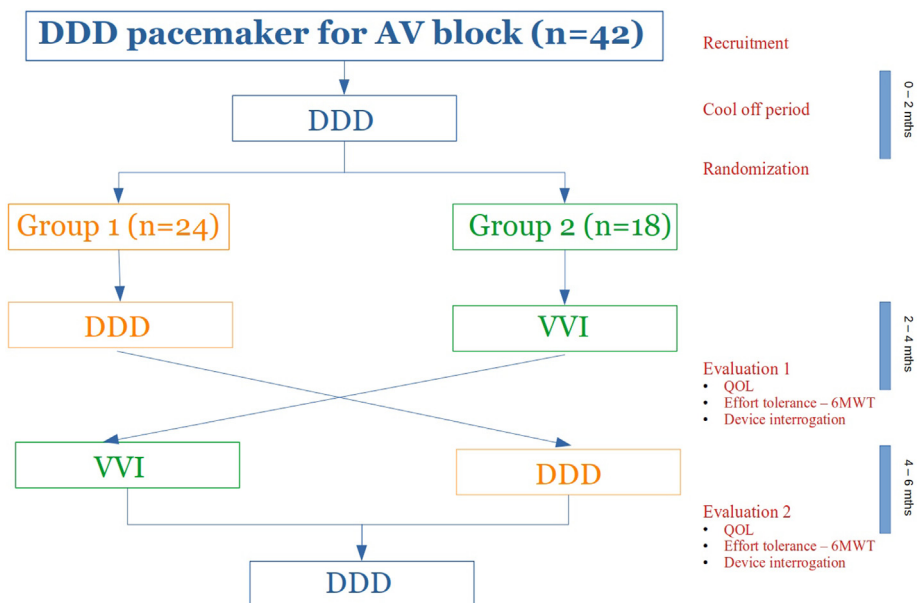 DDD pacemaker for AV block (n=42)
Recruitment
DDD
Cool off period
0 – 2 mths
Randomization
Group 1 (n=24)
Group 2 (n=18)
DDD
VVI
2 – 4 mths
Evaluation 1
• QOL
• Effort tolerance – 6MWT
• Device interrogation
VVI
DDD
4 – 6 mths
Evaluation 2
• QOL
• Effort tolerance – 6MWT
• Device interrogation
DDD